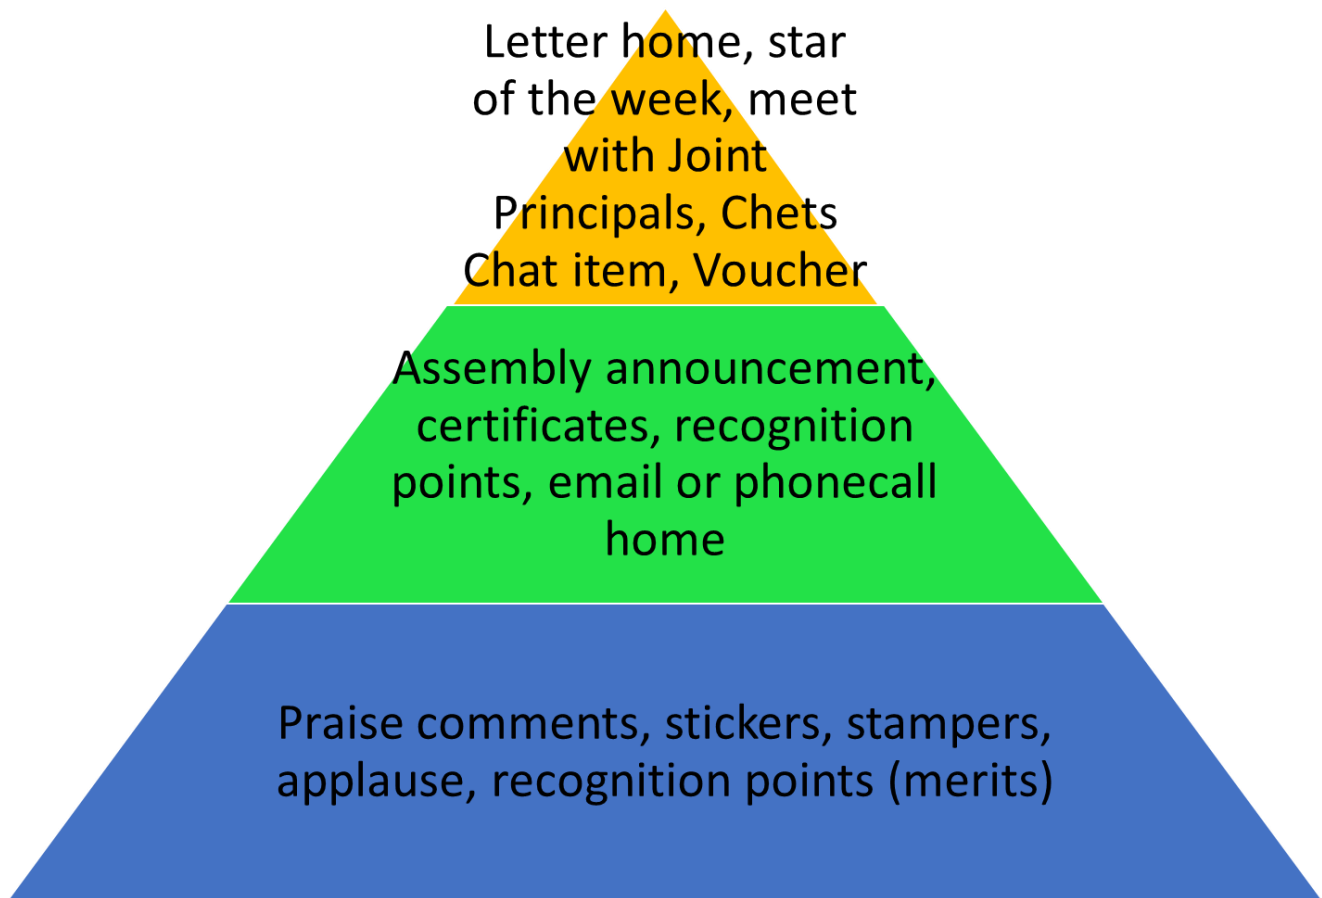 Letter home, star
of the week, meet
with Joint
Principals, Chets
Chat item, Voucher
Assembly announcement,
certificates, recognition
points, email or phonecall
home
Praise comments, stickers, stampers,
applause, recognition points (merits)